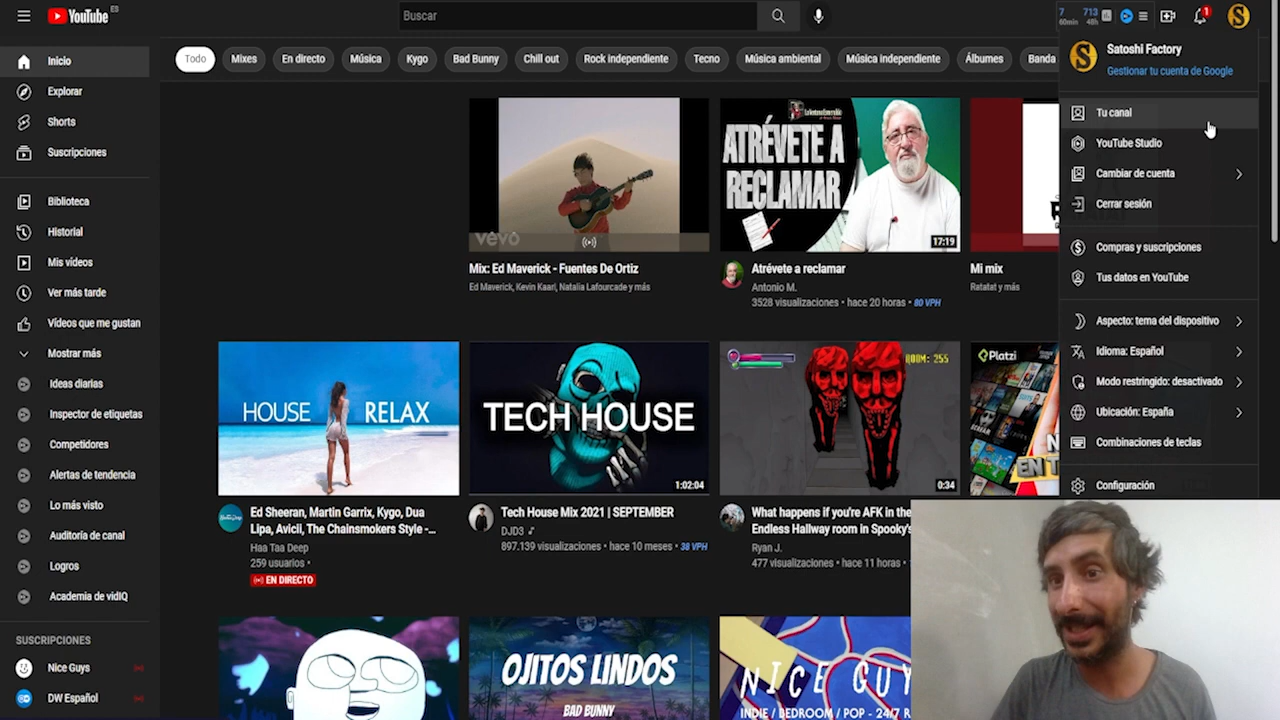 YouTube ES
Buscar
7 713
60min 48h
1
S
Inicio
Explorar
Shorts
Suscripciones
Biblioteca
Historial
Mis vídeos
Ver más tarde
Vídeos que me gustan
Mostrar más
Ideas diarias
Inspector de etiquetas
Competidores
Alertas de tendencia
Lo más visto
Auditoría de canal
Logros
Academia de vidIQ
SUSCRIPCIONES
Nice Guys
DW Español
Todo Mixes En directo Música Kygo Bad Bunny Chill out Rock independiente Tecno Música ambiental Música independiente Álbumes Banda
vevo
Mix: Ed Maverick - Fuentes De Ortiz
Ed Maverick, Kevin Kaarl, Natalia Lafourcade y más
ATRÉVETE A
RECLAMAR
17:19
Atrévete a reclamar
Antonio M.
3528 visualizaciones • hace 20 horas • 80 VPH
Mi mix
Ratatat y más
HOUSE RELAX
Ed Sheeran, Martin Garrix, Kygo, Dua
Lipa, Avicii, The Chainsmokers Style -...
Haa Taa Deep
259 usuarios •
EN DIRECTO
TECH HOUSE
1:02:04
Tech House Mix 2021 | SEPTEMBER
DJD3
897.139 visualizaciones • hace 10 meses • 38 VPH
ROOM: 255
0:34
What happens if you're AFK in the
Endless Hallway room in Spooky's
Ryan J.
477 visualizaciones • hace 11 horas •
Platzi
EN T
OJITOS LINDOS
BAD BUNNY
NICE GUY
INDIE / BEDROOM / POP - 24/7 R
S
Satoshi Factory
Gestionar tu cuenta de Google
Tu canal
YouTube Studio
Cambiar de cuenta
Cerrar sesión
Compras y suscripciones
Tus datos en YouTube
Aspecto: tema del dispositivo
Idioma: Español
Modo restringido: desactivado
Ubicación: España
Combinaciones de teclas
Configuración